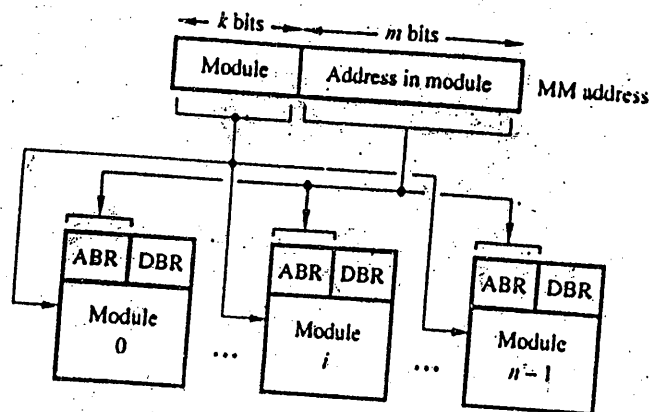 k bits m bits
Module Address in module MM address
ABR DBR ABR DBR ABR DBR
Module Module Module
0 ... i ... n - 1